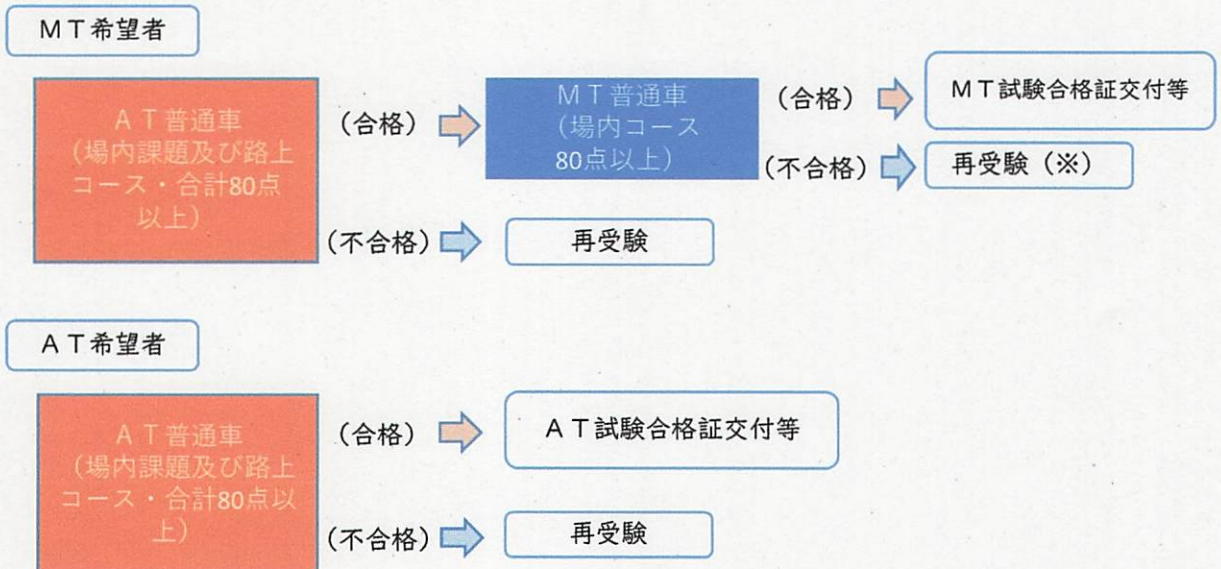 ＭＴ希望者
ＡＴ普通車
（場内課題及び路上
コース・合計80点
以上）
（合格）
ＭＴ普通車
（場内コース
80点以上）
（合格）
ＭＴ試験合格証交付等
（不合格）
再受験（※）
（不合格）
再受験
ＡＴ希望者
ＡＴ普通車
（場内課題及び路上
コース・合計80点以
上）
（合格）
ＡＴ試験合格証交付等
（不合格）
再受験